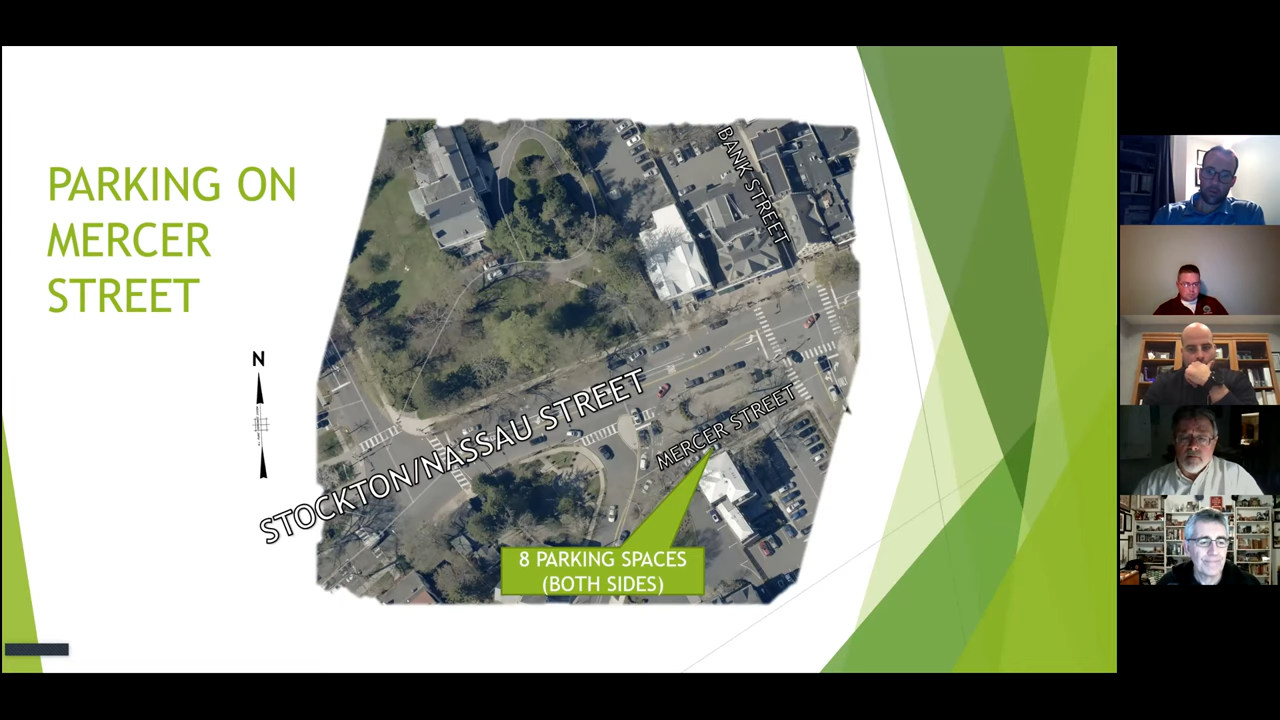 PARKING ON
MERCER
STREET
N
BANK STREET
STOCKTON/NASSAU STREET
MERCER STREET
8 PARKING SPACES
(BOTH SIDES)